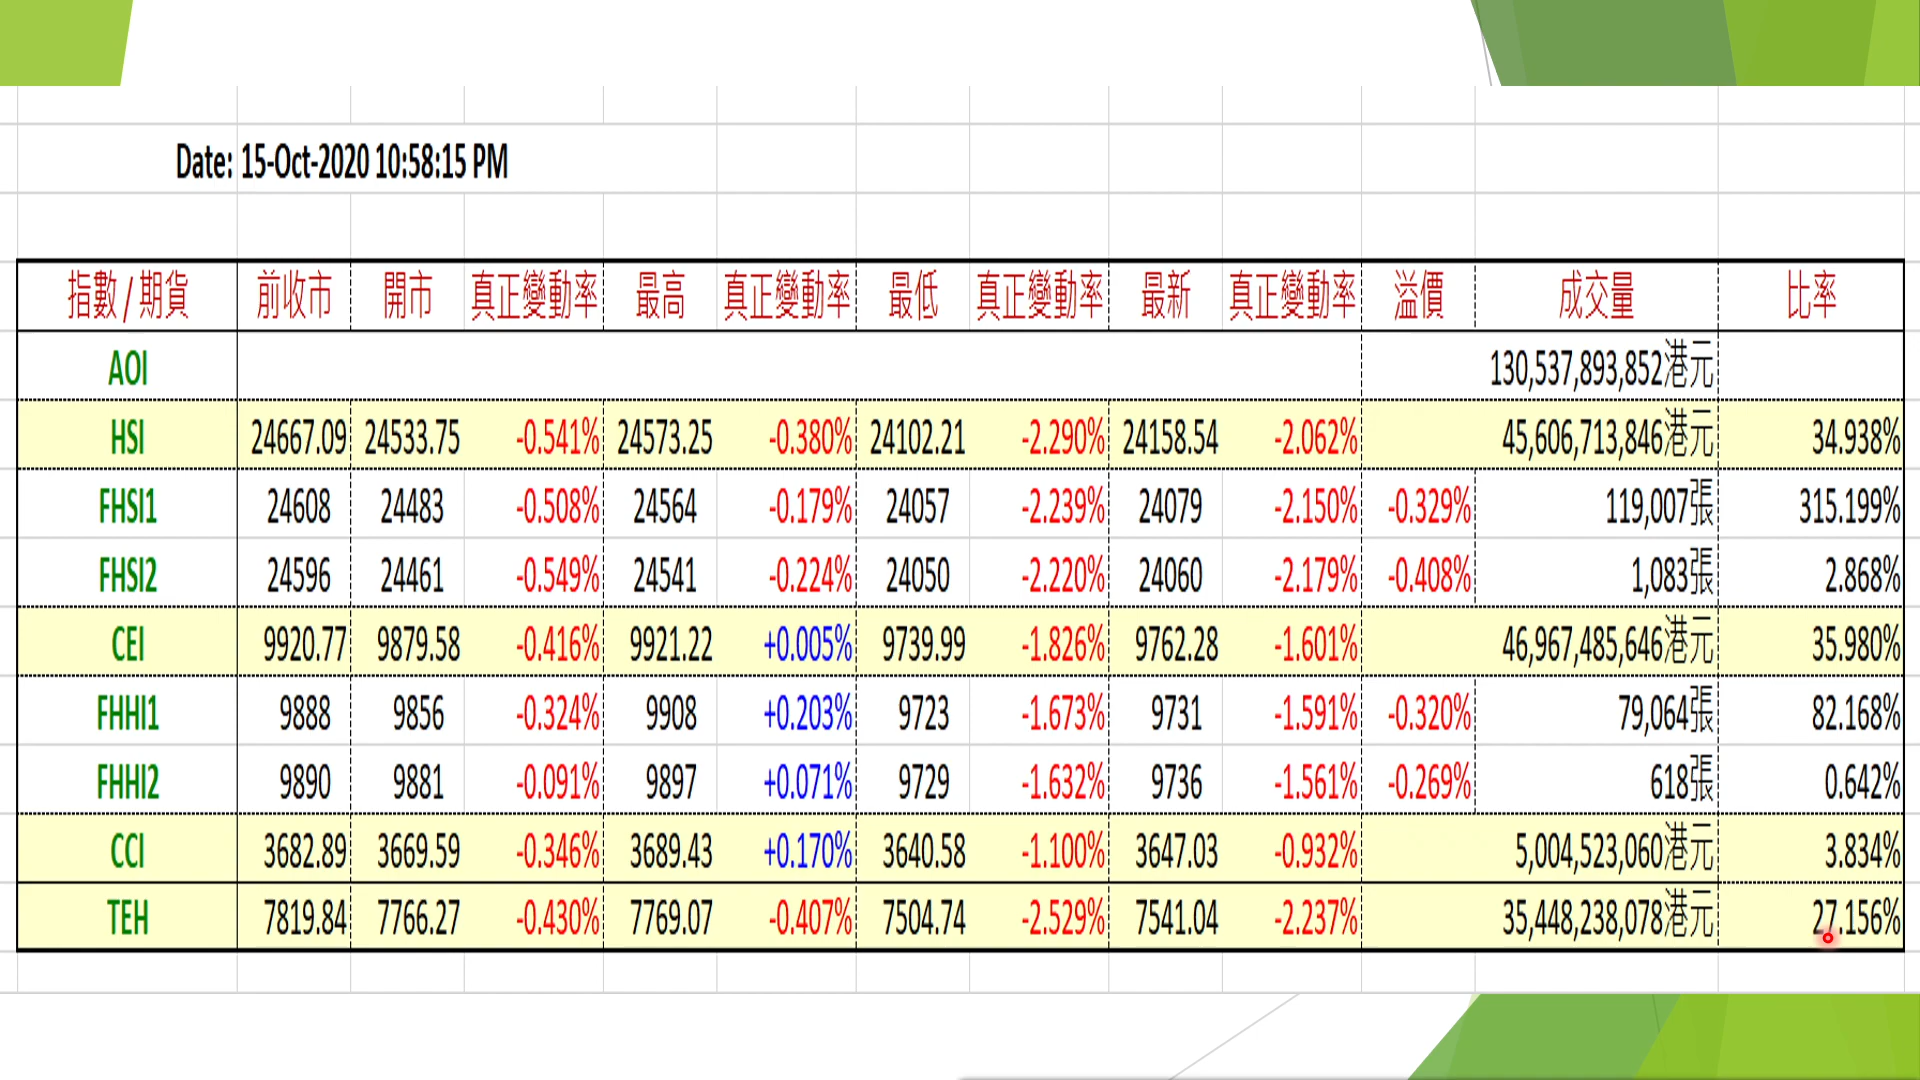 Date: 15-Oct-2020 10:58:15 PM
指數 / 期貨 前收市 開市 真正變動率 最高 真正變動率 最低 真正變動率 最新 真正變動率 溢價 成交量 比率
AOI 130,537,893,852港元
HSI 24667.09 24533.75 -0.541% 24573.25 -0.380% 24102.21 -2.290% 24158.54 -2.062% 45,606,713,846港元 34.938%
FHSI1 24608 24483 -0.508% 24564 -0.179% 24057 -2.239% 24079 -2.150% -0.329% 119,007張 315.199%
FHSI2 24596 24461 -0.549% 24541 -0.224% 24050 -2.220% 24060 -2.179% -0.408% 1,083張 2.868%
CEI 9920.77 9879.58 -0.416% 9921.22 +0.005% 9739.99 -1.826% 9762.28 -1.601% 46,967,485,646港元 35.980%
FHHI1 9888 9856 -0.324% 9908 +0.203% 9723 -1.673% 9731 -1.591% -0.320% 79,064張 82.168%
FHHI2 9890 9881 -0.091% 9897 +0.071% 9729 -1.632% 9736 -1.561% -0.269% 618張 0.642%
CCI 3682.89 3669.59 -0.346% 3689.43 +0.170% 3640.58 -1.100% 3647.03 -0.932% 5,004,523,060港元 3.834%
TEH 7819.84 7766.27 -0.430% 7769.07 -0.407% 7504.74 -2.529% 7541.04 -2.237% 35,448,238,078港元 27.156%